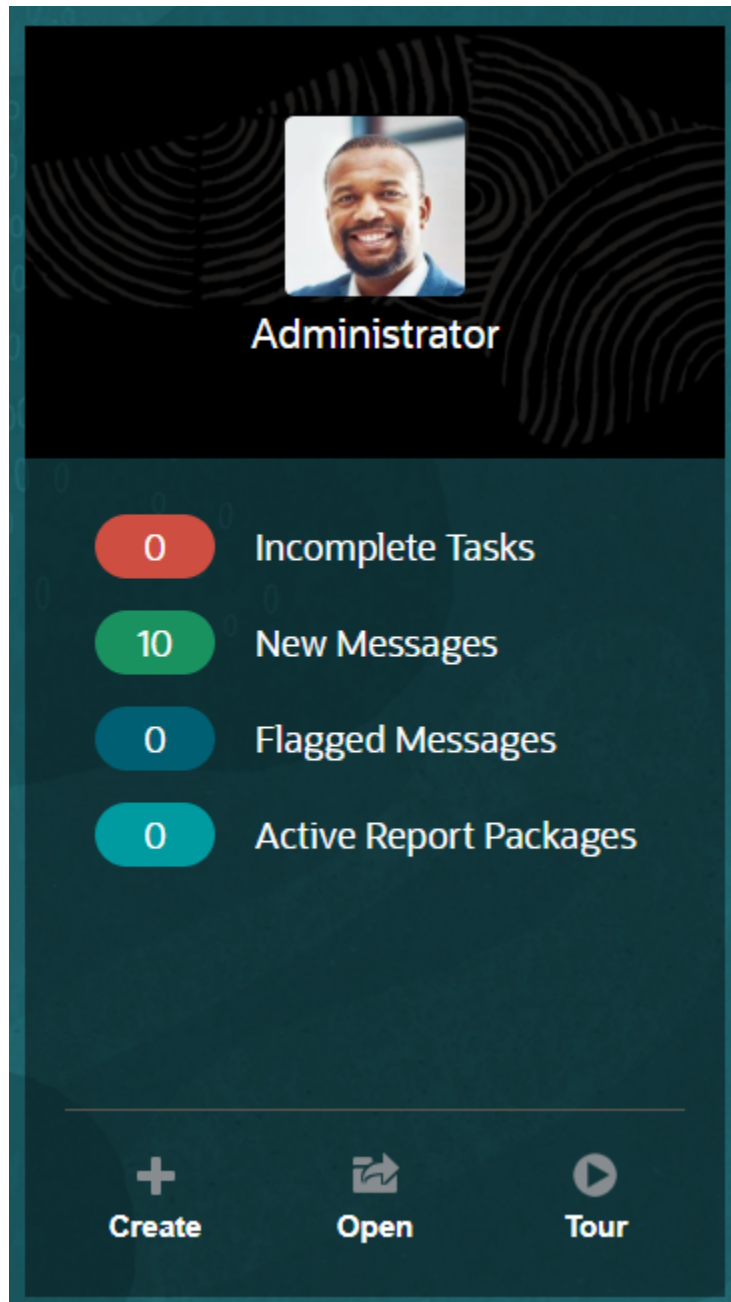 Administrator
0 Incomplete Tasks
10 New Messages
0 Flagged Messages
0 Active Report Packages
Create Open Tour